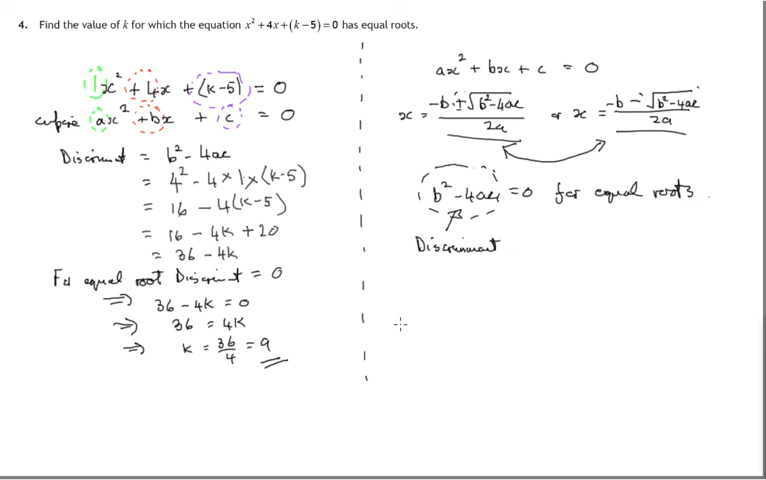 4. Find the value of k for which the equation x² + 4x + (k − 5) = 0 has equal roots.
1x² + 4x + (k − 5) = 0
ax² + bx + c = 0
Discrimint = b² − 4ac
= 4² − 4 × 1 × (k − 5)
= 16 − 4(k − 5)
= 16 − 4k + 20
= 36 − 4k
For equal root Discrimint = 0
⇒ 36 − 4k = 0
⇒ 36 = 4k
⇒ k = 36/4 = 9
ax² + bx + c = 0
x = (−b + √(b² − 4ac))/2a or x = (−b − √(b² − 4ac))/2a
b² − 4ac = 0 for equal roots.
Discriminant